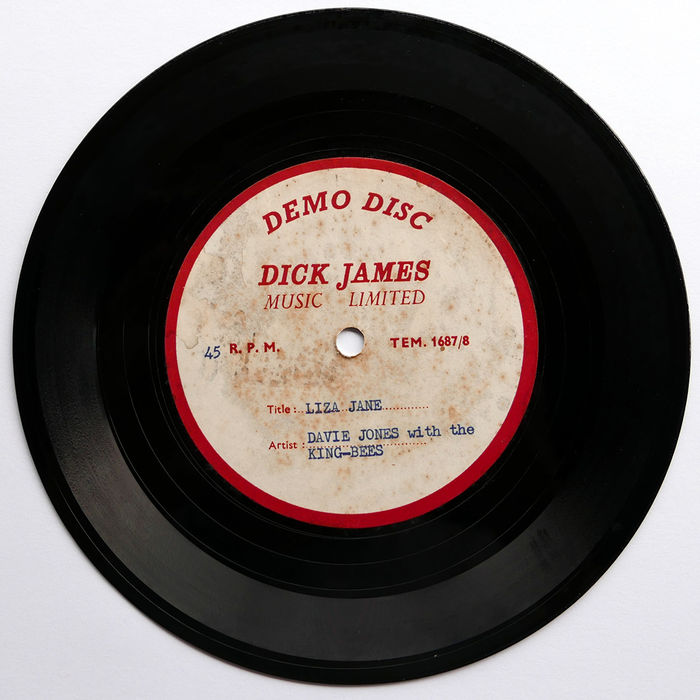 DEMO DISC
DICK JAMES
MUSIC LIMITED
45 R. P. M. TEM. 1687/8
Title : LIZA JANE
Artist : DAVIE JONES with the
KING-BEES